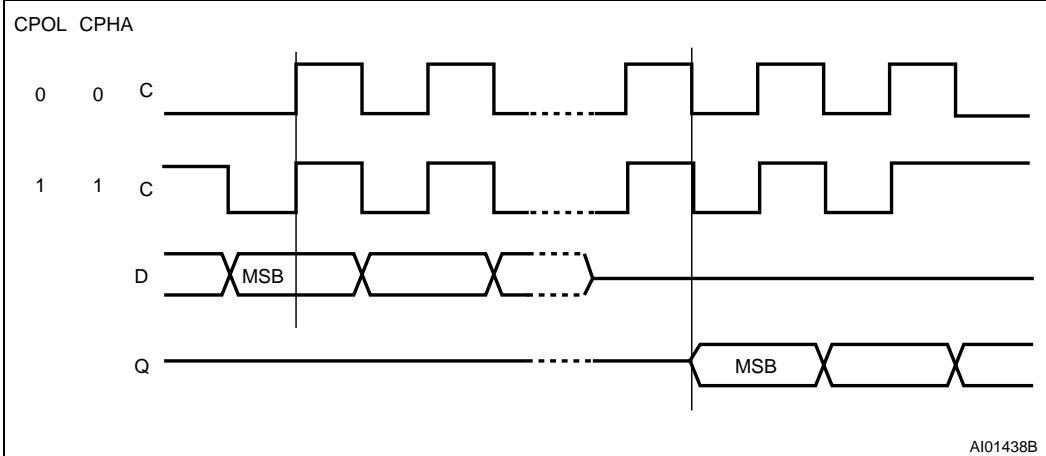 CPOL CPHA
0 0 C
1 1 C
D MSB
Q MSB
AI01438B